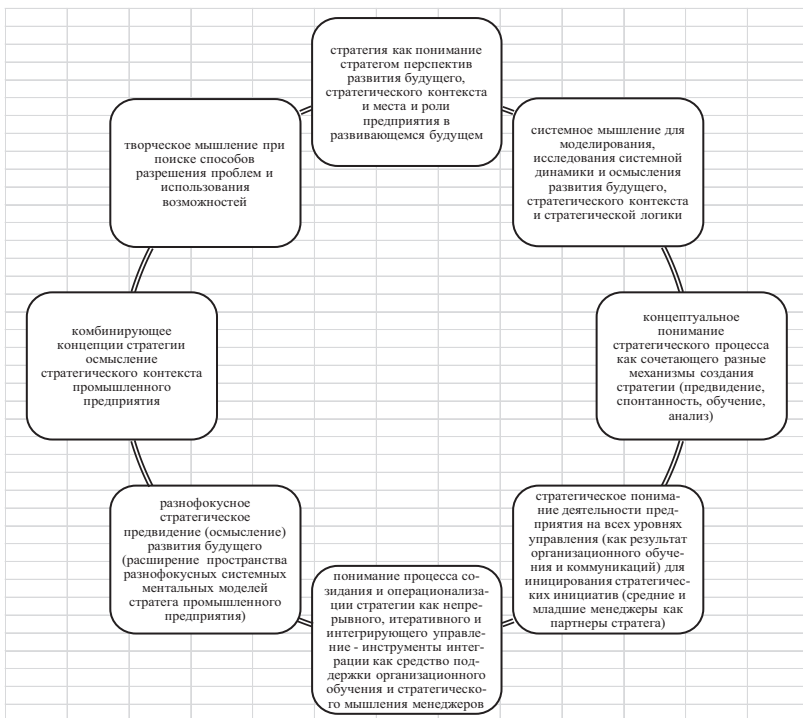 стратегия как понимание
стратегом перспектив
развития будущего,
стратегического контекста
и места и роли
предприятия в
развивающемся будущем
системное мышление для
моделирования,
исследования системной
динамики и осмысления
развития будущего,
стратегического контекста
и стратегической логики
концептуальное
понимание
стратегического процесса
как сочетающего разные
механизмы создания
стратегии (предвидение,
спонтанность, обучение,
анализ)
стратегическое понима-
ние деятельности пред-
приятия на всех уровнях
управления (как результат
организационного обуче-
ния и коммуникаций) для
инициирования стратегичес-
ких инициатив (средние и
младшие менеджеры как
партнеры стратега)
понимание процесса со-
зидания и операционализа-
ции стратегии как непре-
рывного, итеративного и
интегрирующего управле-
ние - инструменты интег-
рации как средство под-
держки организационного
обучения и стратегическо-
го мышления менеджеров
разнофокусное
стратегическое
предвидение (осмысление)
развития будущего
(расширение пространства
разнофокусных системных
ментальных моделей
стратега промышленного
предприятия)
комбинирующее
концепции стратегии
осмысление
стратегического контекста
промышленного
предприятия
творческое мышление при
поиске способов
разрешения проблем и
использования
возможностей